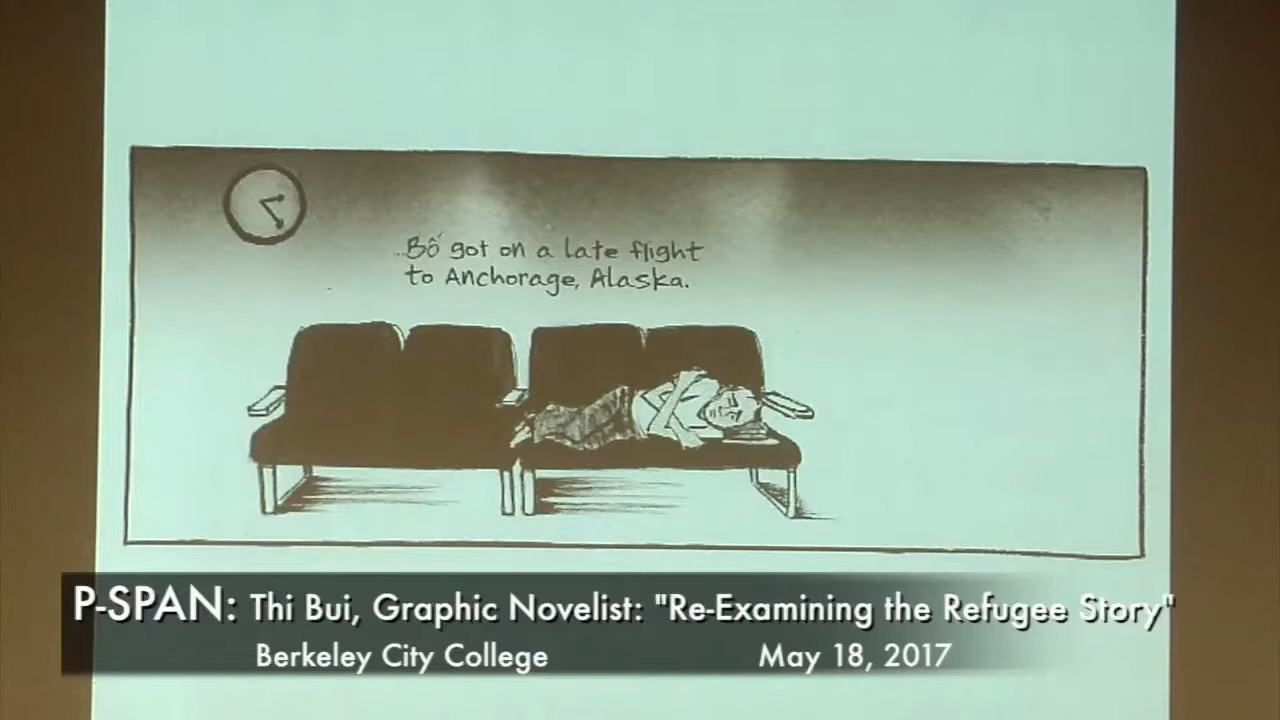 ...Bố got on a late flight
to Anchorage, Alaska.
P-SPAN: Thi Bui, Graphic Novelist: "Re-Examining the Refugee Story"
Berkeley City College May 18, 2017